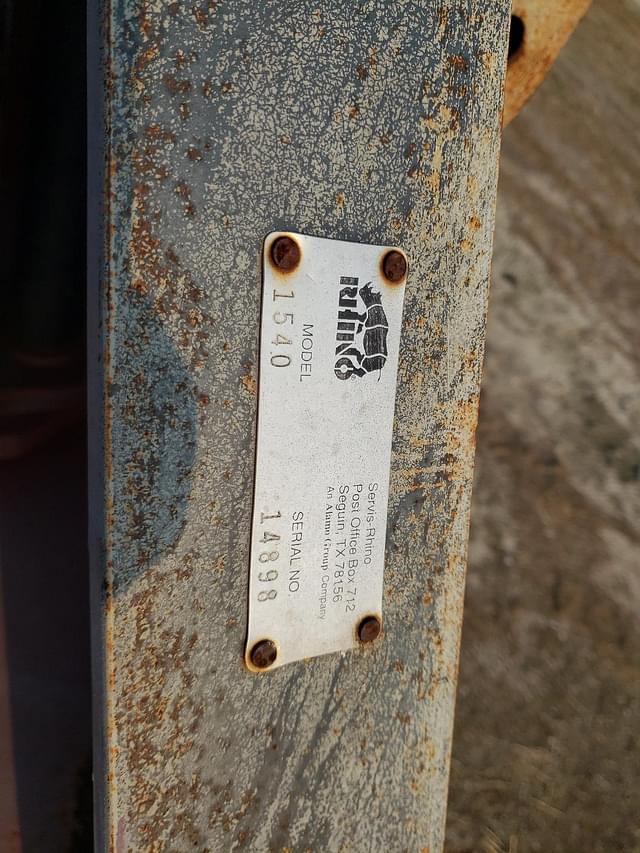 RHINO
Servis-Rhino
Post Office Box 712
Seguin, TX 78156
An Alamo Group Company
MODEL
SERIAL NO.
1540
14898